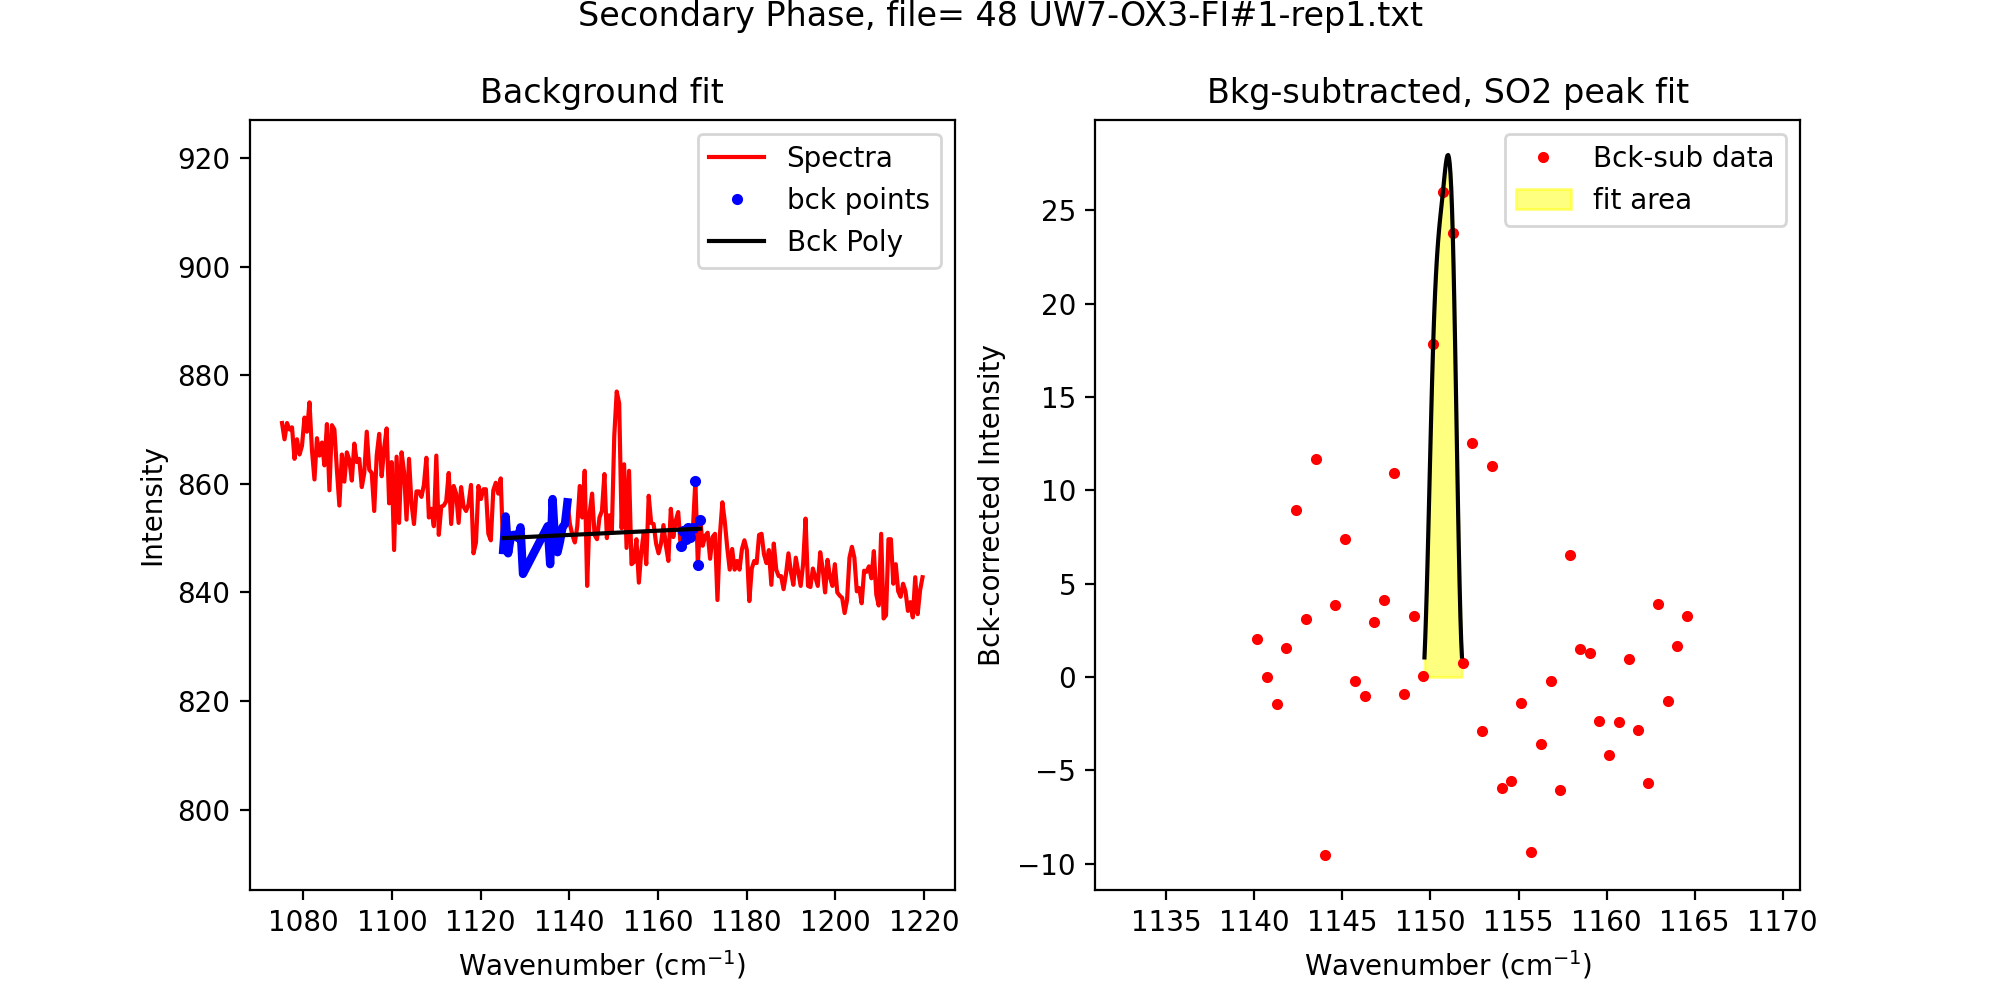 Secondary Phase, file= 48 UW7-OX3-FI#1-rep1.txt
Background fit
Spectra
bck points
Bck Poly
920
900
880
860
840
820
800
Intensity
1080 1100 1120 1140 1160 1180 1200 1220
Wavenumber (cm⁻¹)
Bkg-subtracted, SO2 peak fit
Bck-sub data
fit area
25
20
15
10
5
0
−5
−10
Bck-corrected Intensity
1135 1140 1145 1150 1155 1160 1165 1170
Wavenumber (cm⁻¹)